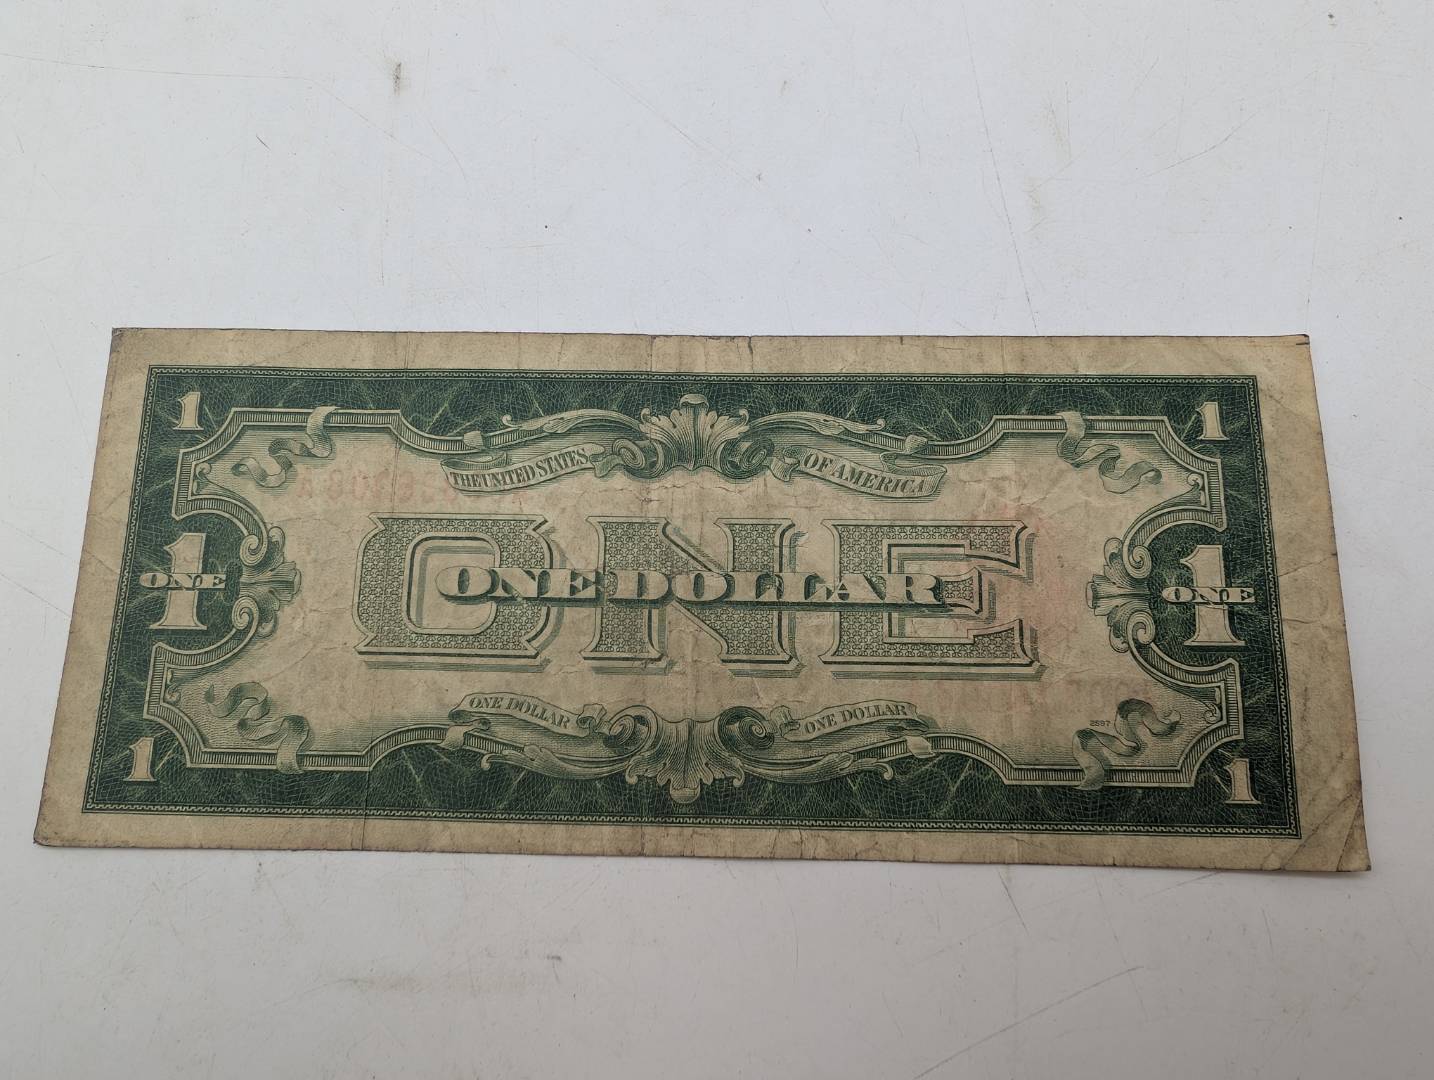 1 1
THE UNITED STATES OF AMERICA
ONE
ONE DOLLAR
1 ONE 1 ONE
ONE DOLLAR ONE DOLLAR
2597
1 1